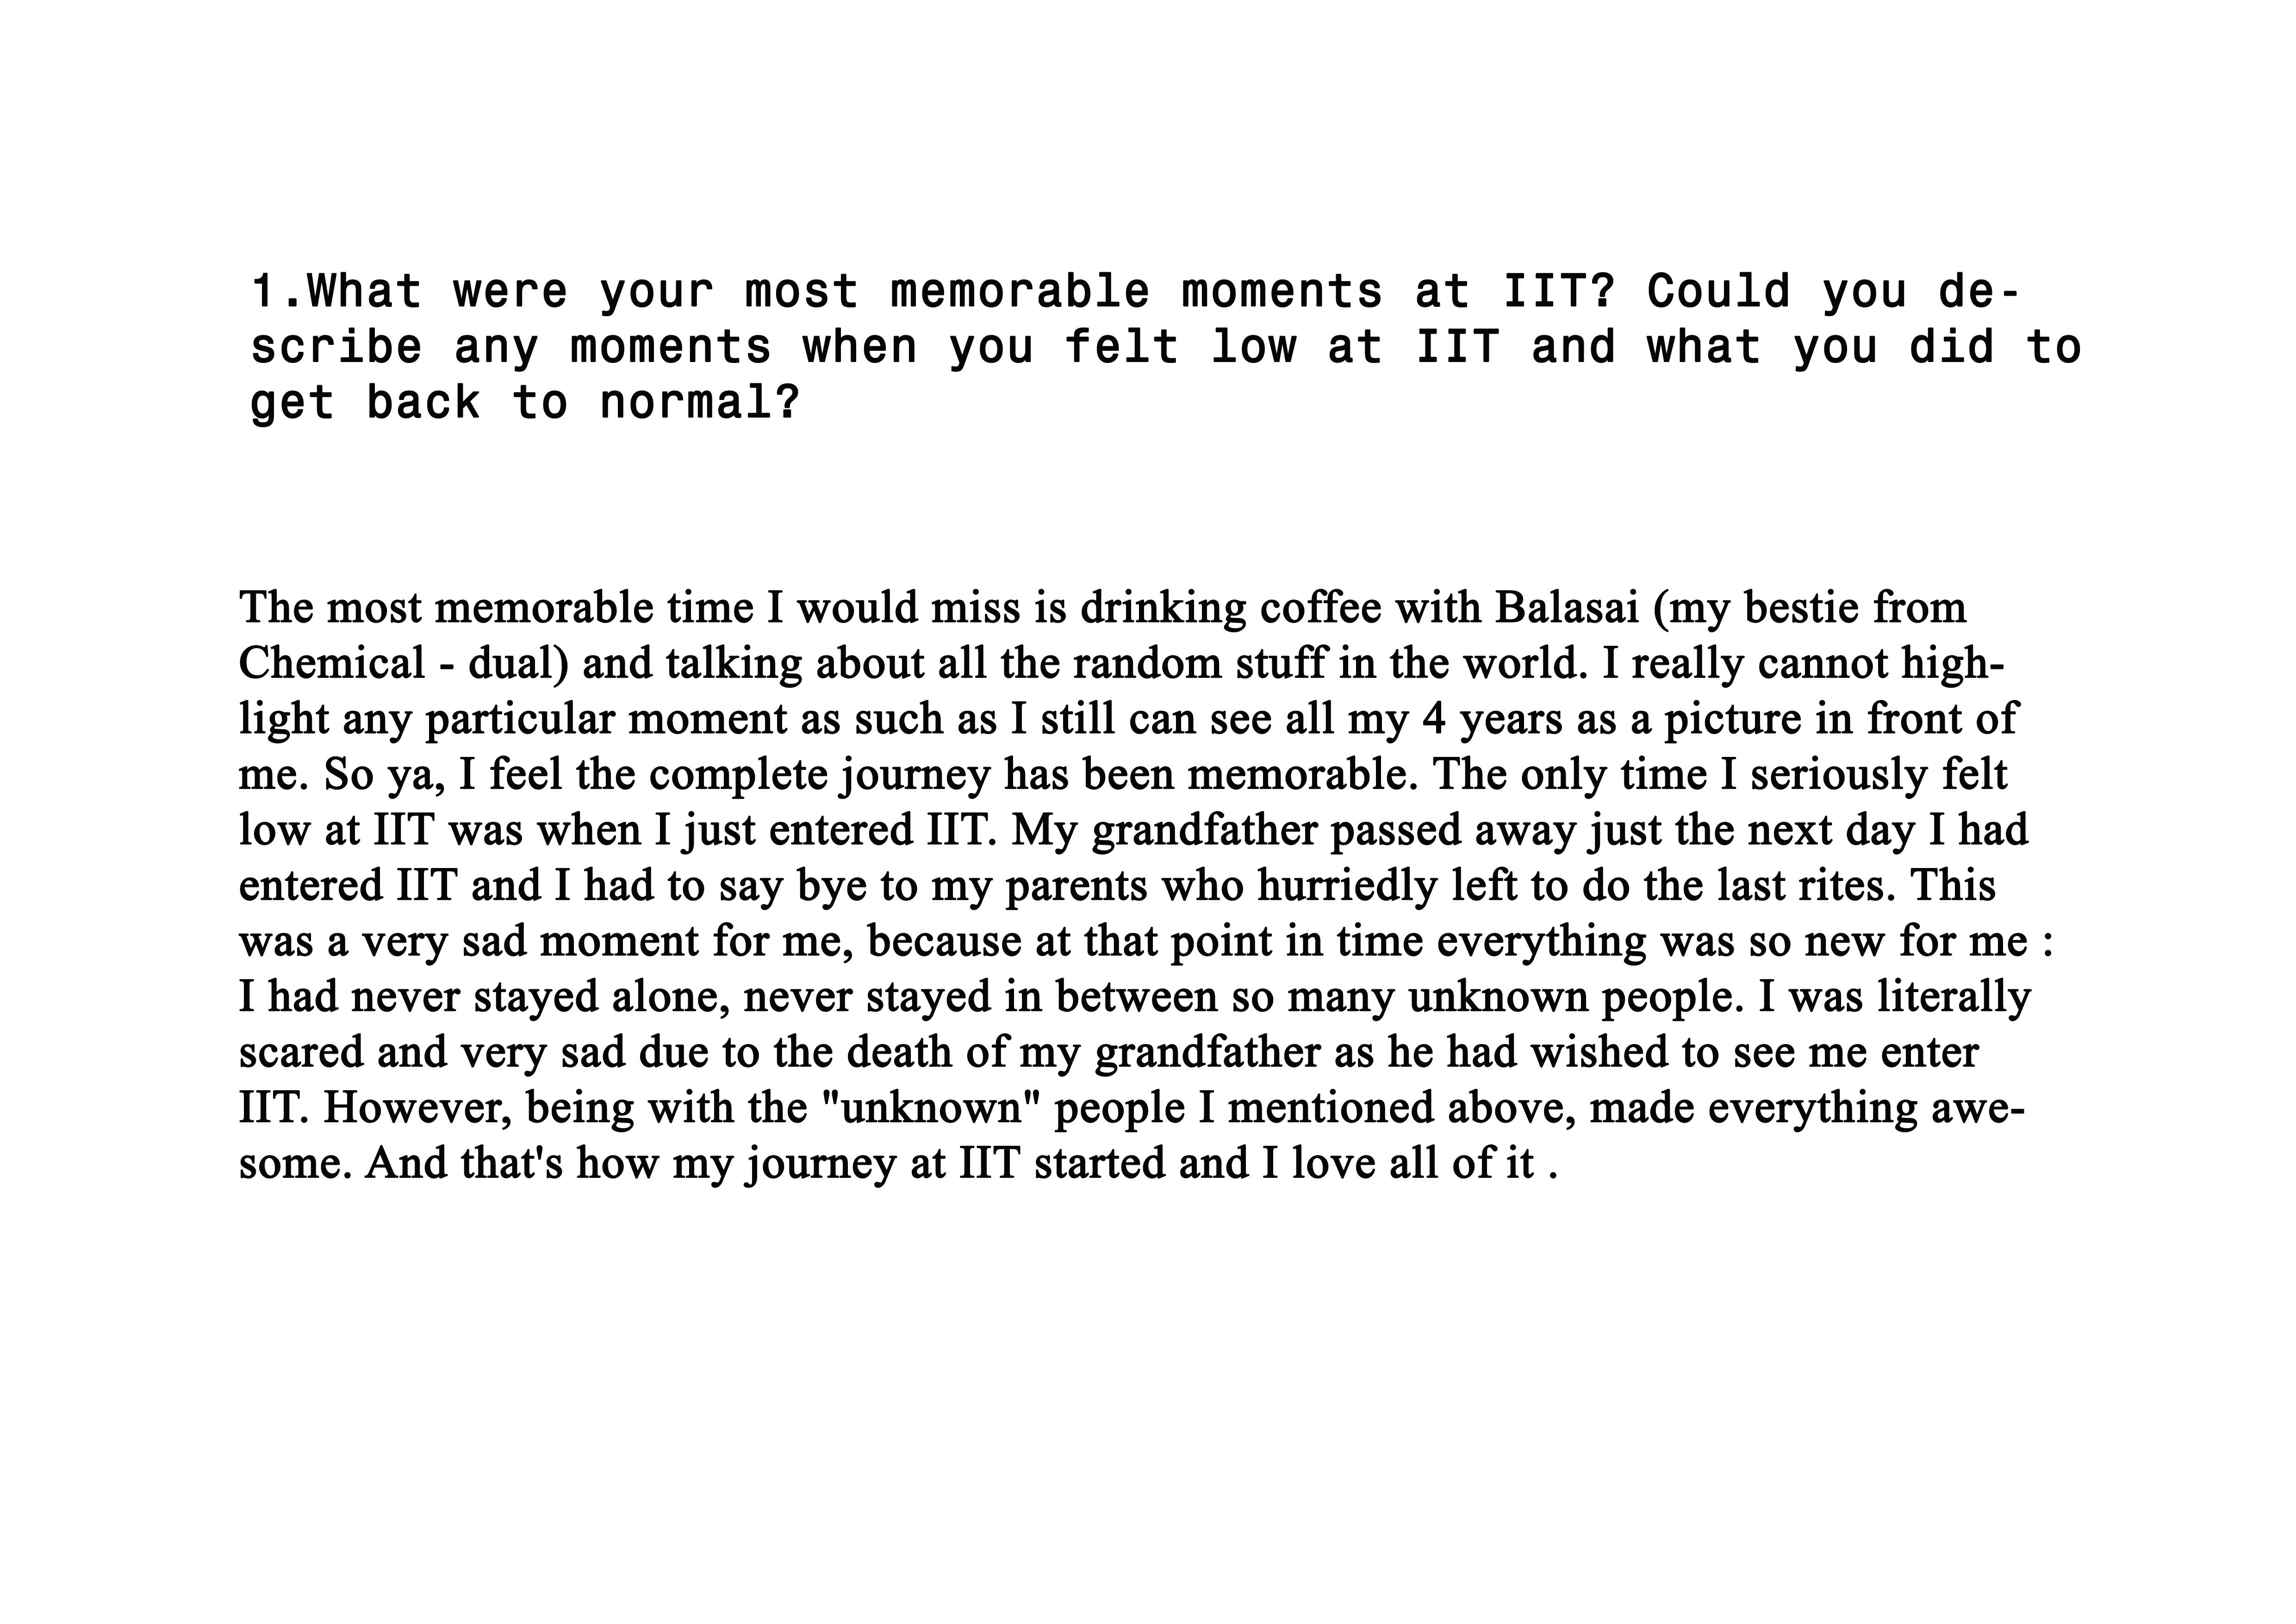 1.What were your most memorable moments at IIT? Could you de-
scribe any moments when you felt low at IIT and what you did to
get back to normal?
The most memorable time I would miss is drinking coffee with Balasai (my bestie from
Chemical - dual) and talking about all the random stuff in the world. I really cannot high-
light any particular moment as such as I still can see all my 4 years as a picture in front of
me. So ya, I feel the complete journey has been memorable. The only time I seriously felt
low at IIT was when I just entered IIT. My grandfather passed away just the next day I had
entered IIT and I had to say bye to my parents who hurriedly left to do the last rites. This
was a very sad moment for me, because at that point in time everything was so new for me :
I had never stayed alone, never stayed in between so many unknown people. I was literally
scared and very sad due to the death of my grandfather as he had wished to see me enter
IIT. However, being with the "unknown" people I mentioned above, made everything awe-
some. And that's how my journey at IIT started and I love all of it .